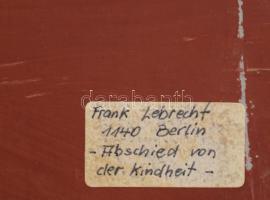 Frank Lebrecht
1140 Berlin
- Abschied von
der Kindheit -